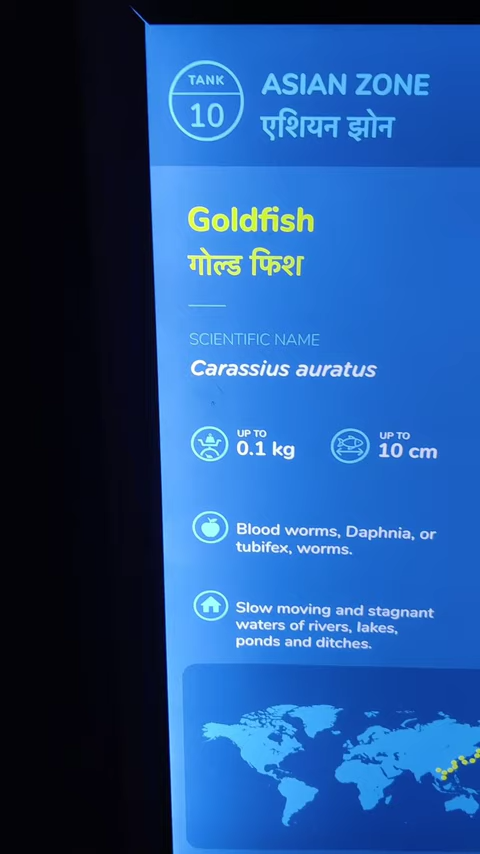 TANK
10
ASIAN ZONE
एशियन झोन
Goldfish
गोल्ड फिश
SCIENTIFIC NAME
Carassius auratus
UP TO
0.1 kg
UP TO
10 cm
Blood worms, Daphnia, or
tubifex, worms.
Slow moving and stagnant
waters of rivers, lakes,
ponds and ditches.